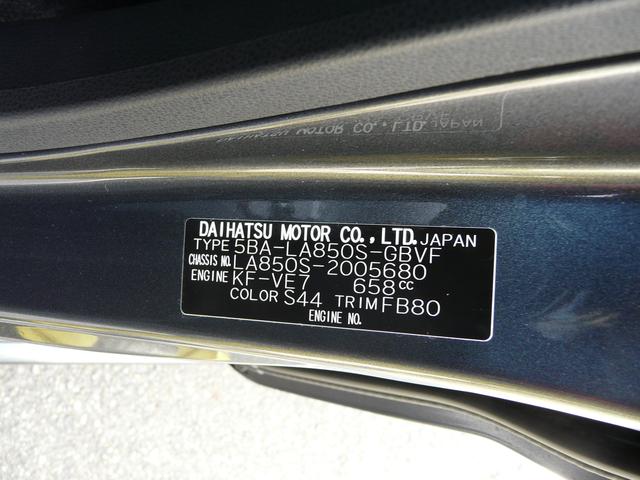 DAIHATSU MOTOR CO.,LTD. JAPAN
TYPE 5BA-LA850S-GBVF
CHASSIS NO. LA850S-2005680
ENGINE KF-VE7 658cc
COLOR S44 TRIM FB80
ENGINE NO.